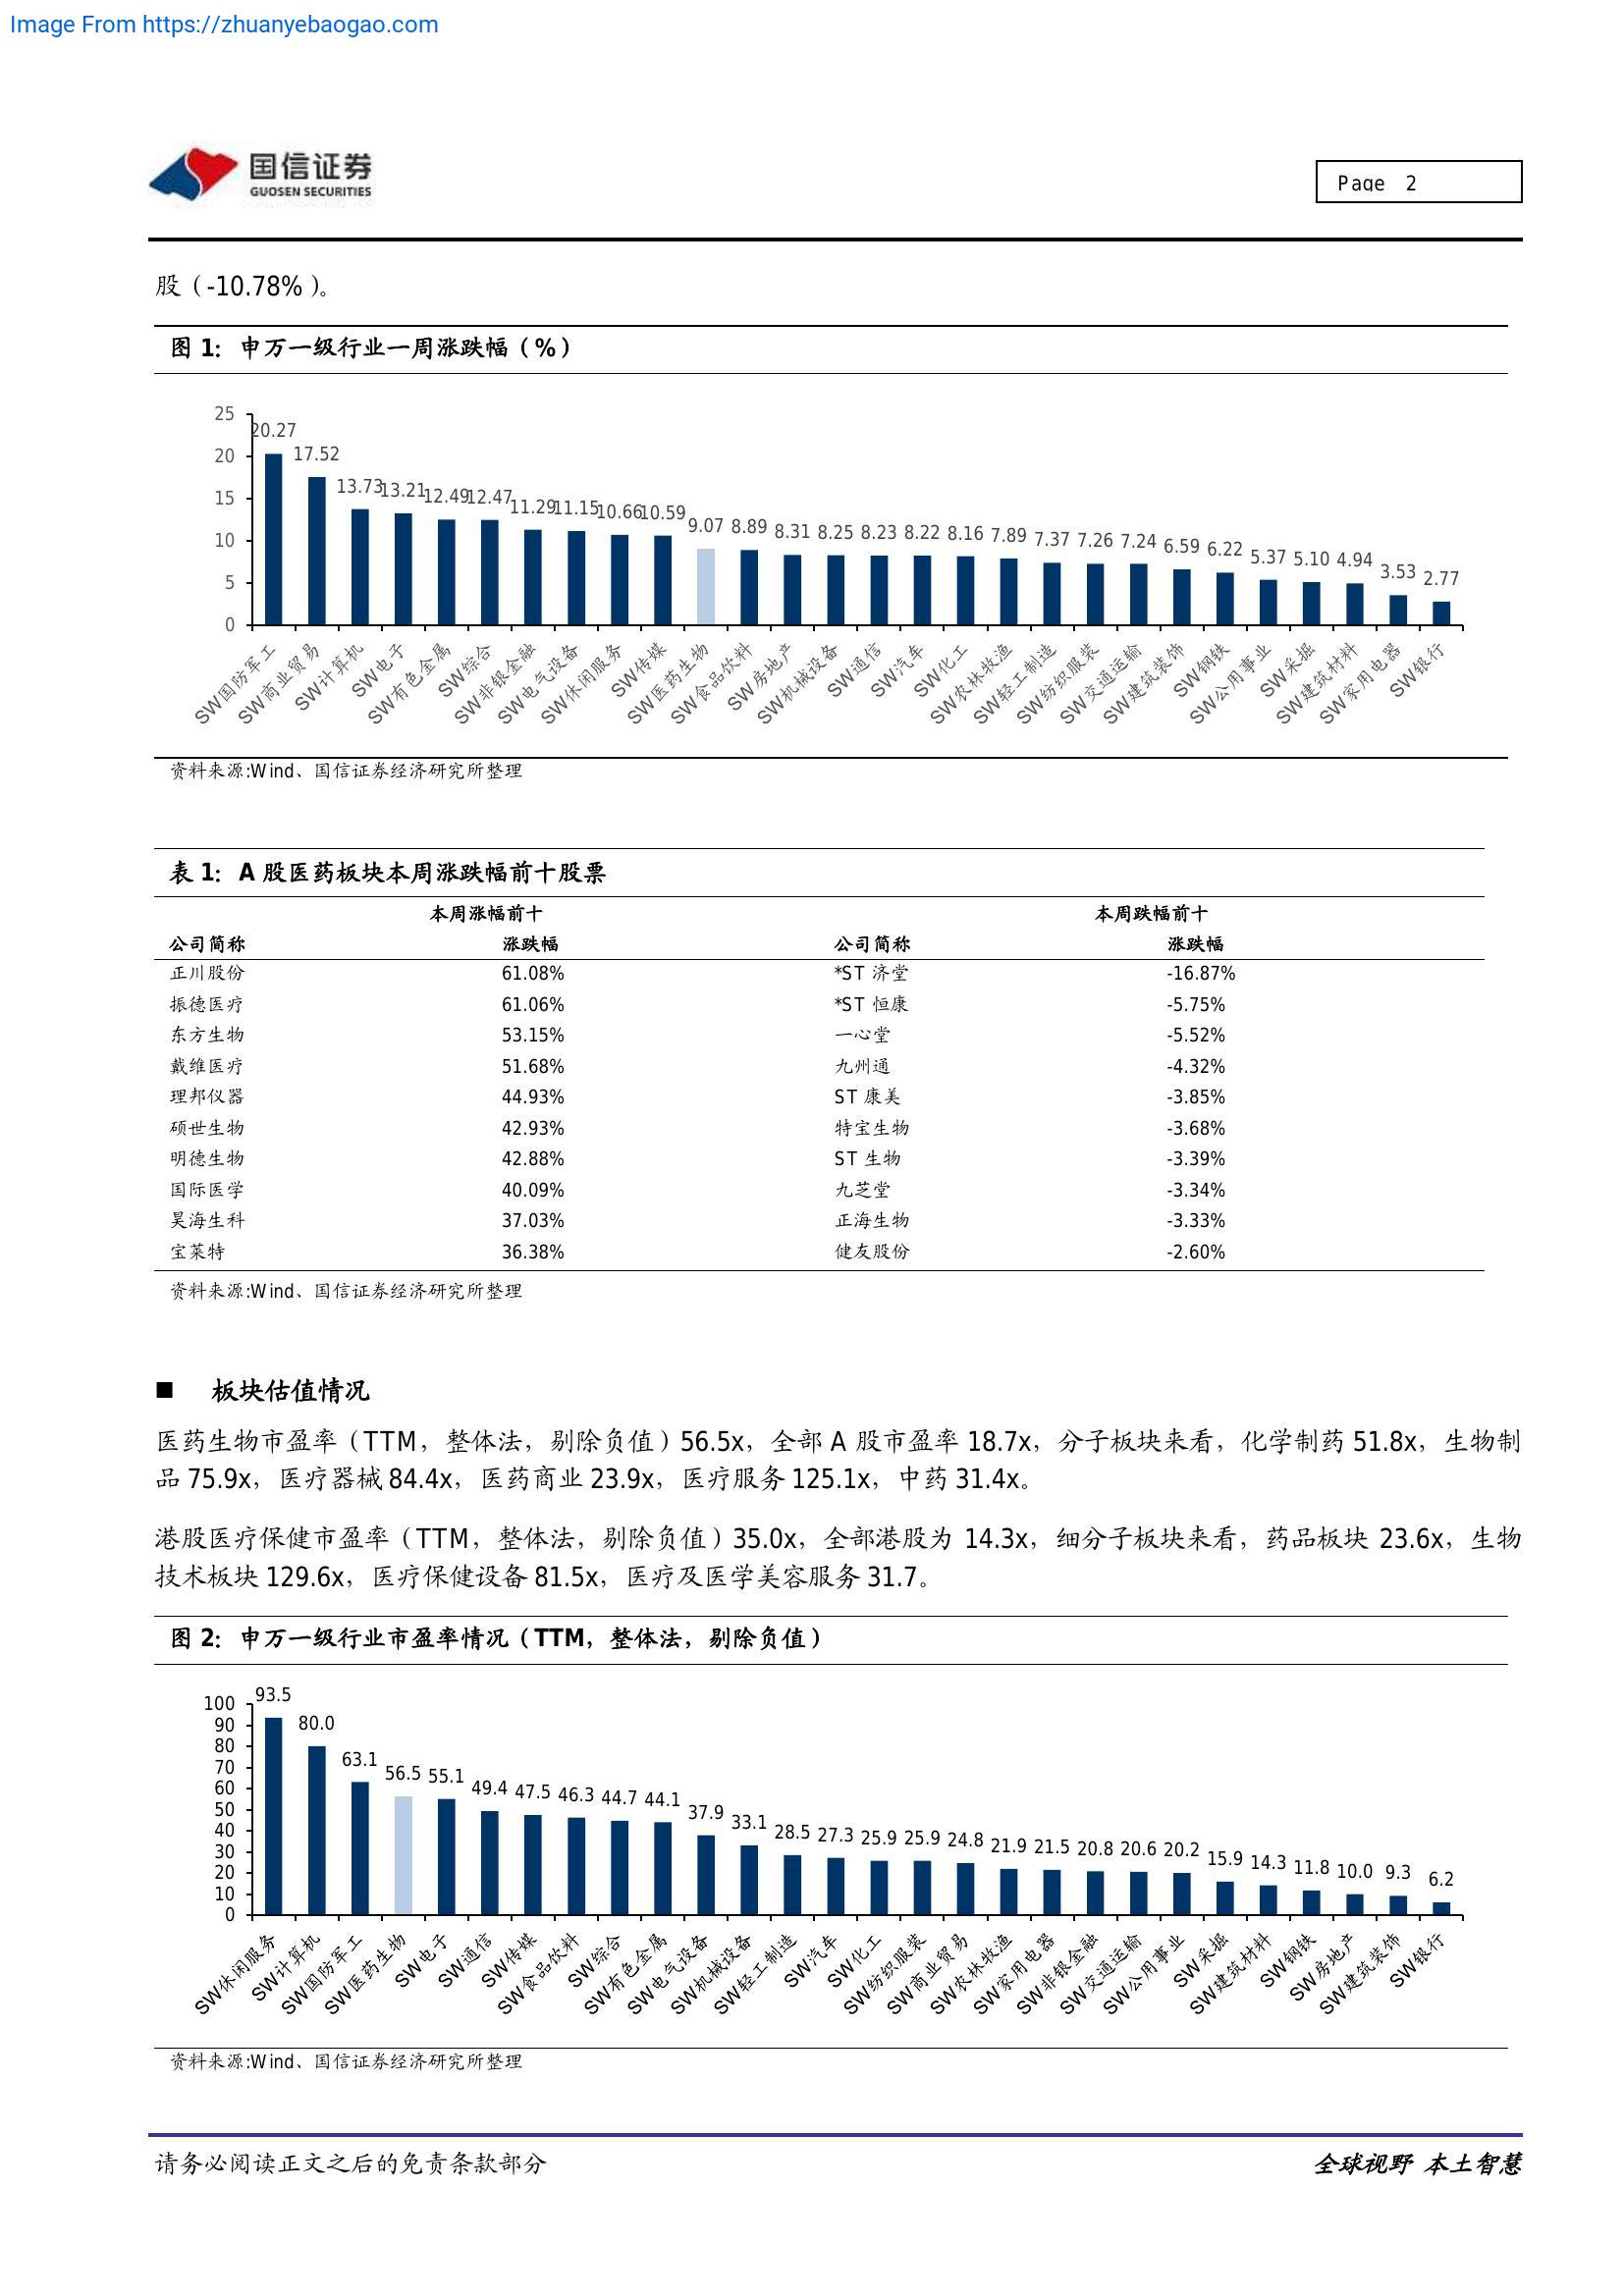 Image From https://zhuanyebaogao.com
国信证券
GUOSEN SECURITIES
Page 2
股（-10.78%）。
图 1：申万一级行业一周涨跌幅（%）
25
20
15
10
5
0
20.27 17.52 13.73 13.21 12.49 12.47 11.29 11.15 10.66 10.59 9.07 8.89 8.31 8.25 8.23 8.22 8.16 7.89 7.37 7.26 7.24 6.59 6.22 5.37 5.10 4.94 3.53 2.77
SW国防军工 SW商业贸易 SW计算机 SW电子 SW有色金属 SW综合 SW非银金融 SW电气设备 SW休闲服务 SW传媒 SW医药生物 SW食品饮料 SW房地产 SW机械设备 SW通信 SW汽车 SW化工 SW农林牧渔 SW轻工制造 SW纺织服装 SW交通运输 SW建筑装饰 SW钢铁 SW公用事业 SW采掘 SW建筑材料 SW家用电器 SW银行
资料来源:Wind、国信证券经济研究所整理
表 1：A 股医药板块本周涨跌幅前十股票
本周涨幅前十 本周跌幅前十
公司简称 涨跌幅 公司简称 涨跌幅
正川股份 61.08% *ST 济堂 -16.87%
振德医疗 61.06% *ST 恒康 -5.75%
东方生物 53.15% 一心堂 -5.52%
戴维医疗 51.68% 九州通 -4.32%
理邦仪器 44.93% ST 康美 -3.85%
硕世生物 42.93% 特宝生物 -3.68%
明德生物 42.88% ST 生物 -3.39%
国际医学 40.09% 九芝堂 -3.34%
昊海生科 37.03% 正海生物 -3.33%
宝莱特 36.38% 健友股份 -2.60%
资料来源:Wind、国信证券经济研究所整理
■ 板块估值情况
医药生物市盈率（TTM，整体法，剔除负值）56.5x，全部 A 股市盈率 18.7x，分子板块来看，化学制药 51.8x，生物制
品 75.9x，医疗器械 84.4x，医药商业 23.9x，医疗服务 125.1x，中药 31.4x。
港股医疗保健市盈率（TTM，整体法，剔除负值）35.0x，全部港股为 14.3x，细分子板块来看，药品板块 23.6x，生物
技术板块 129.6x，医疗保健设备 81.5x，医疗及医学美容服务 31.7。
图 2：申万一级行业市盈率情况（TTM，整体法，剔除负值）
100
90
80
70
60
50
40
30
20
10
0
93.5 80.0 63.1 56.5 55.1 49.4 47.5 46.3 44.7 44.1 37.9 33.1 28.5 27.3 25.9 25.9 24.8 21.9 21.5 20.8 20.6 20.2 15.9 14.3 11.8 10.0 9.3 6.2
SW休闲服务 SW计算机 SW国防军工 SW医药生物 SW电子 SW通信 SW传媒 SW食品饮料 SW综合 SW有色金属 SW电气设备 SW机械设备 SW轻工制造 SW汽车 SW化工 SW纺织服装 SW商业贸易 SW农林牧渔 SW家用电器 SW非银金融 SW交通运输 SW公用事业 SW采掘 SW建筑材料 SW钢铁 SW房地产 SW建筑装饰 SW银行
资料来源:Wind、国信证券经济研究所整理
请务必阅读正文之后的免责条款部分 全球视野 本土智慧